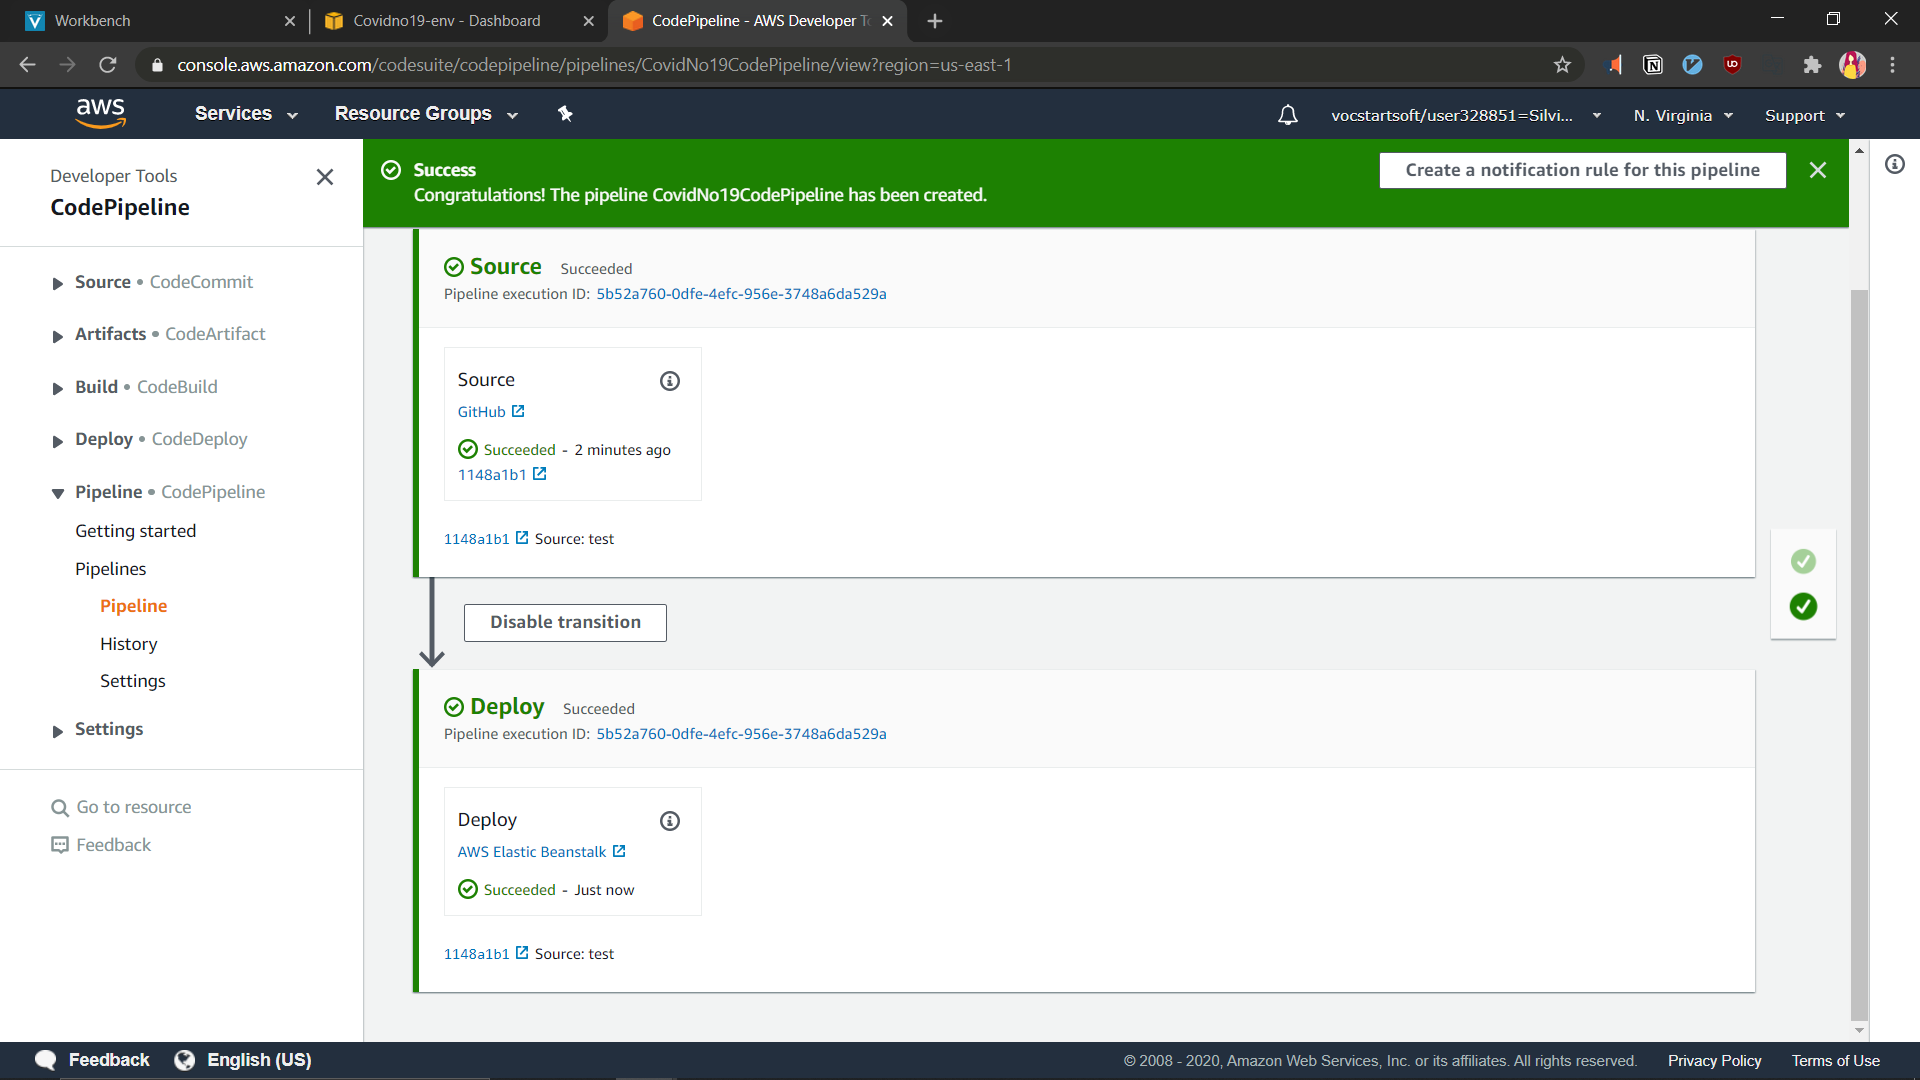 Workbench
Covidno19-env - Dashboard
CodePipeline - AWS Developer T
console.aws.amazon.com/codesuite/codepipeline/pipelines/CovidNo19CodePipeline/view?region=us-east-1
aws
Services
Resource Groups
vocstartsoft/user328851=Silvi...
N. Virginia
Support
Developer Tools
CodePipeline
Source • CodeCommit
Artifacts • CodeArtifact
Build • CodeBuild
Deploy • CodeDeploy
Pipeline • CodePipeline
Getting started
Pipelines
Pipeline
History
Settings
Settings
Go to resource
Feedback
Success
Congratulations! The pipeline CovidNo19CodePipeline has been created.
Create a notification rule for this pipeline
Source Succeeded
Pipeline execution ID: 5b52a760-0dfe-4efc-956e-3748a6da529a
Source
GitHub
Succeeded - 2 minutes ago
1148a1b1
1148a1b1 Source: test
Disable transition
Deploy Succeeded
Pipeline execution ID: 5b52a760-0dfe-4efc-956e-3748a6da529a
Deploy
AWS Elastic Beanstalk
Succeeded - Just now
1148a1b1 Source: test
Feedback
English (US)
© 2008 - 2020, Amazon Web Services, Inc. or its affiliates. All rights reserved.
Privacy Policy
Terms of Use